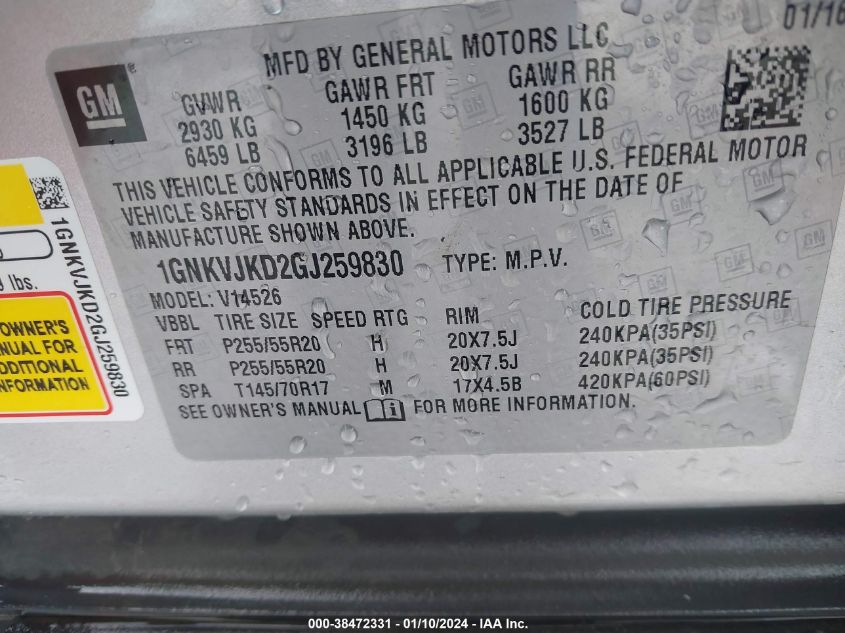 01/16
MFD BY GENERAL MOTORS LLC
GM
GVWR GAWR FRT GAWR RR
2930 KG 1450 KG 1600 KG
6459 LB 3196 LB 3527 LB
THIS VEHICLE CONFORMS TO ALL APPLICABLE U.S. FEDERAL MOTOR
VEHICLE SAFETY STANDARDS IN EFFECT ON THE DATE OF
MANUFACTURE SHOWN ABOVE.
1GNKVJKD2GJ259830 TYPE: M.P.V.
MODEL: V14526
VBBL TIRE SIZE SPEED RTG RIM COLD TIRE PRESSURE
FRT P255/55R20 H 20X7.5J 240KPA(35PSI)
RR P255/55R20 H 20X7.5J 240KPA(35PSI)
SPA T145/70R17 M 17X4.5B 420KPA(60PSI)
SEE OWNER'S MANUAL i FOR MORE INFORMATION.
1GNKVJKD2GJ259830
lbs.
OWNER'S
NUAL FOR
DDITIONAL
NFORMATION
000-38472331 - 01/10/2024 - IAA Inc.